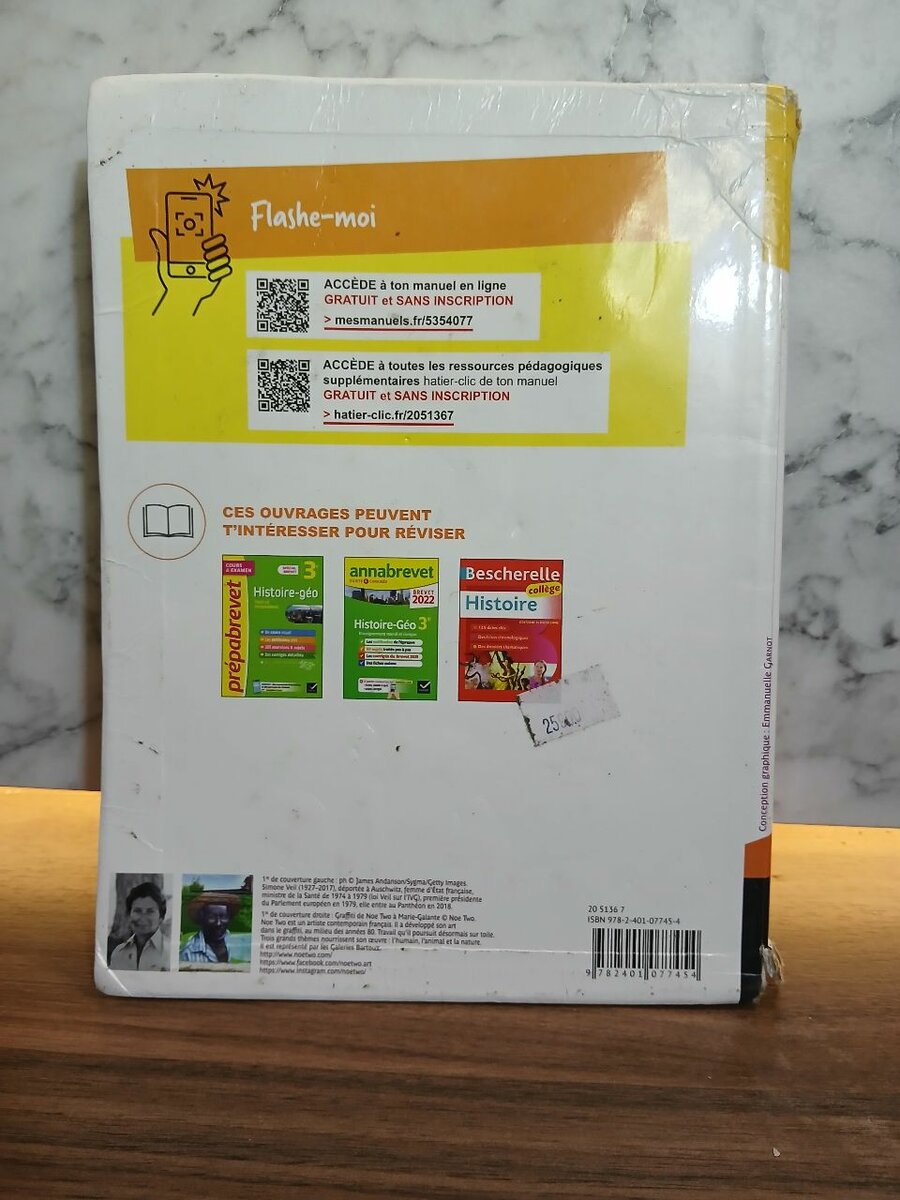 Flashe-moi
ACCÈDE à ton manuel en ligne
GRATUIT et SANS INSCRIPTION
> mesmanuels.fr/5354077
ACCÈDE à toutes les ressources pédagogiques
supplémentaires hatier-clic de ton manuel
GRATUIT et SANS INSCRIPTION
> hatier-clic.fr/2051367
CES OUVRAGES PEUVENT
T'INTÉRESSER POUR RÉVISER
COURS
& EXAMEN
3e
prépabrevet
Histoire-géo
annabrevet
BREVET
2022
Histoire-Géo 3e
Bescherelle
collège
Histoire
25
Conception graphique : Emmanuelle GARNOT
1re de couverture gauche : ph © James Andanson/Sygma/Getty Images
Simone Veil (1927-2017), déportée à Auschwitz, femme d'État française,
ministre de la Santé de 1974 à 1979 (loi Veil sur l'IVG), première présidente
du Parlement européen en 1979, elle entre au Panthéon en 2018.
1re de couverture droite : Graffiti de Noe Two à Marie-Galante © Noe Two.
Noe Two est un artiste contemporain français. Il a développé son art
dans le graffiti, au milieu des années 80. Travail qu'il poursuit désormais sur toile.
Trois grands thèmes nourrissent son œuvre : l'humain, l'animal et la nature.
Il est représenté par les Galeries Bartoux.
http://www.noetwo.com/
https://www.facebook.com/noetwo.art
https://www.instagram.com/noetwo/
20 5136 7
ISBN 978-2-401-07745-4
9 782401 077454